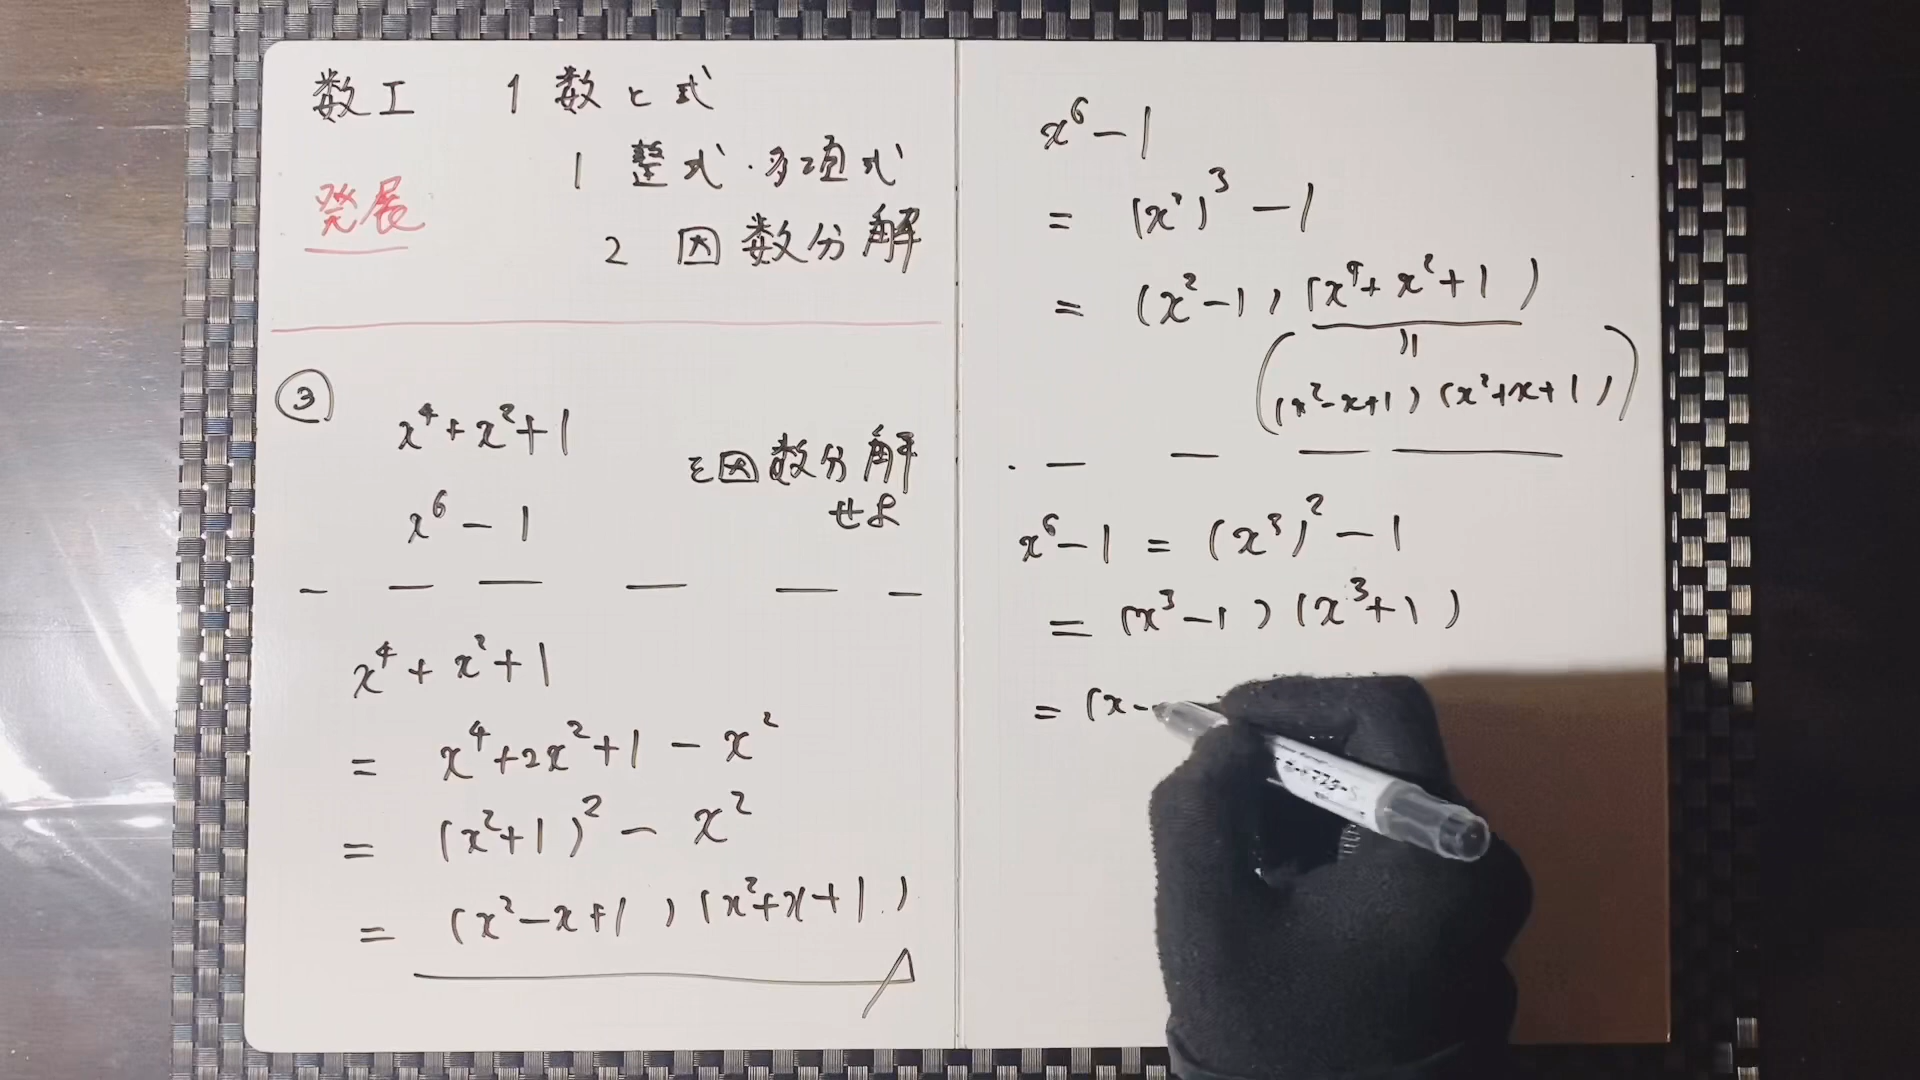 数I 1 数と式
発展 1 整式・多項式
2 因数分解
③
x⁴+x²+1
を因数分解
せよ
x⁶-1
x⁴+x²+1
= x⁴+2x²+1-x²
= (x²+1)²-x²
= (x²-x+1)(x²+x+1)
x⁶-1
= (x²)³-1
= (x²-1)(x⁴+x²+1)
((x²-x+1)(x²+x+1))
x⁶-1=(x³)²-1
= (x³-1)(x³+1)
= (x-